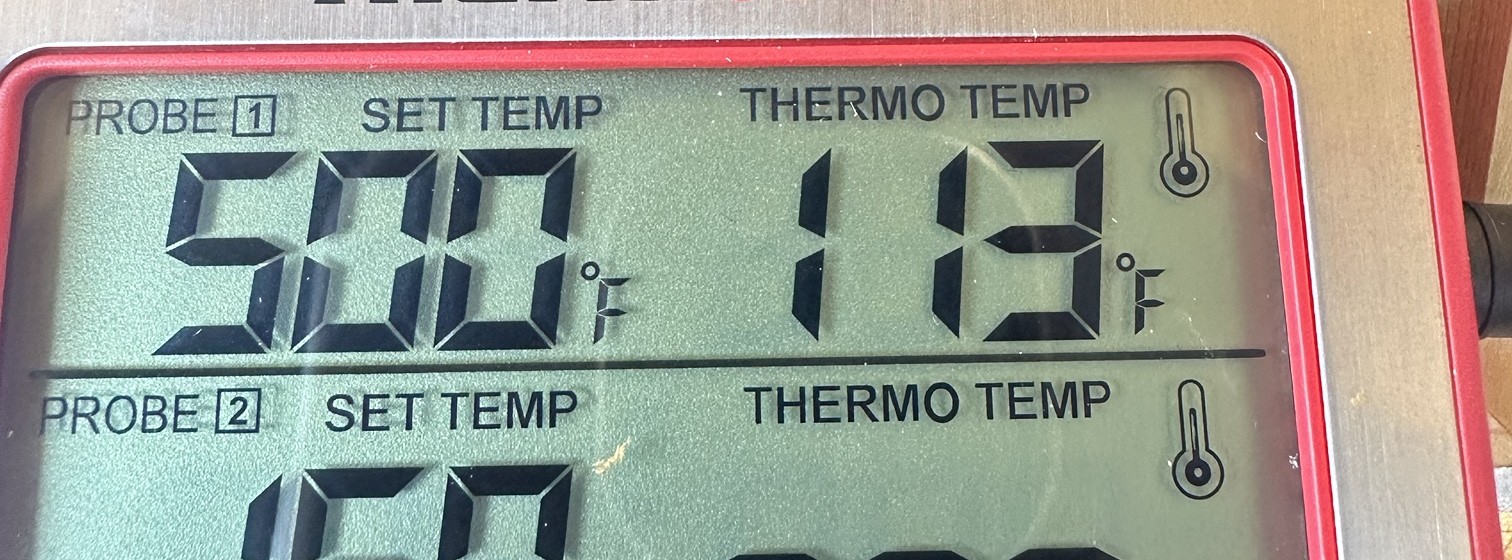 PROBE 1 SET TEMP THERMO TEMP
500°F 113°F
PROBE 2 SET TEMP THERMO TEMP